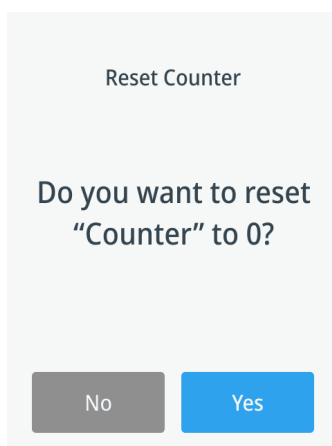 Reset Counter
Do you want to reset
“Counter” to 0?
No
Yes